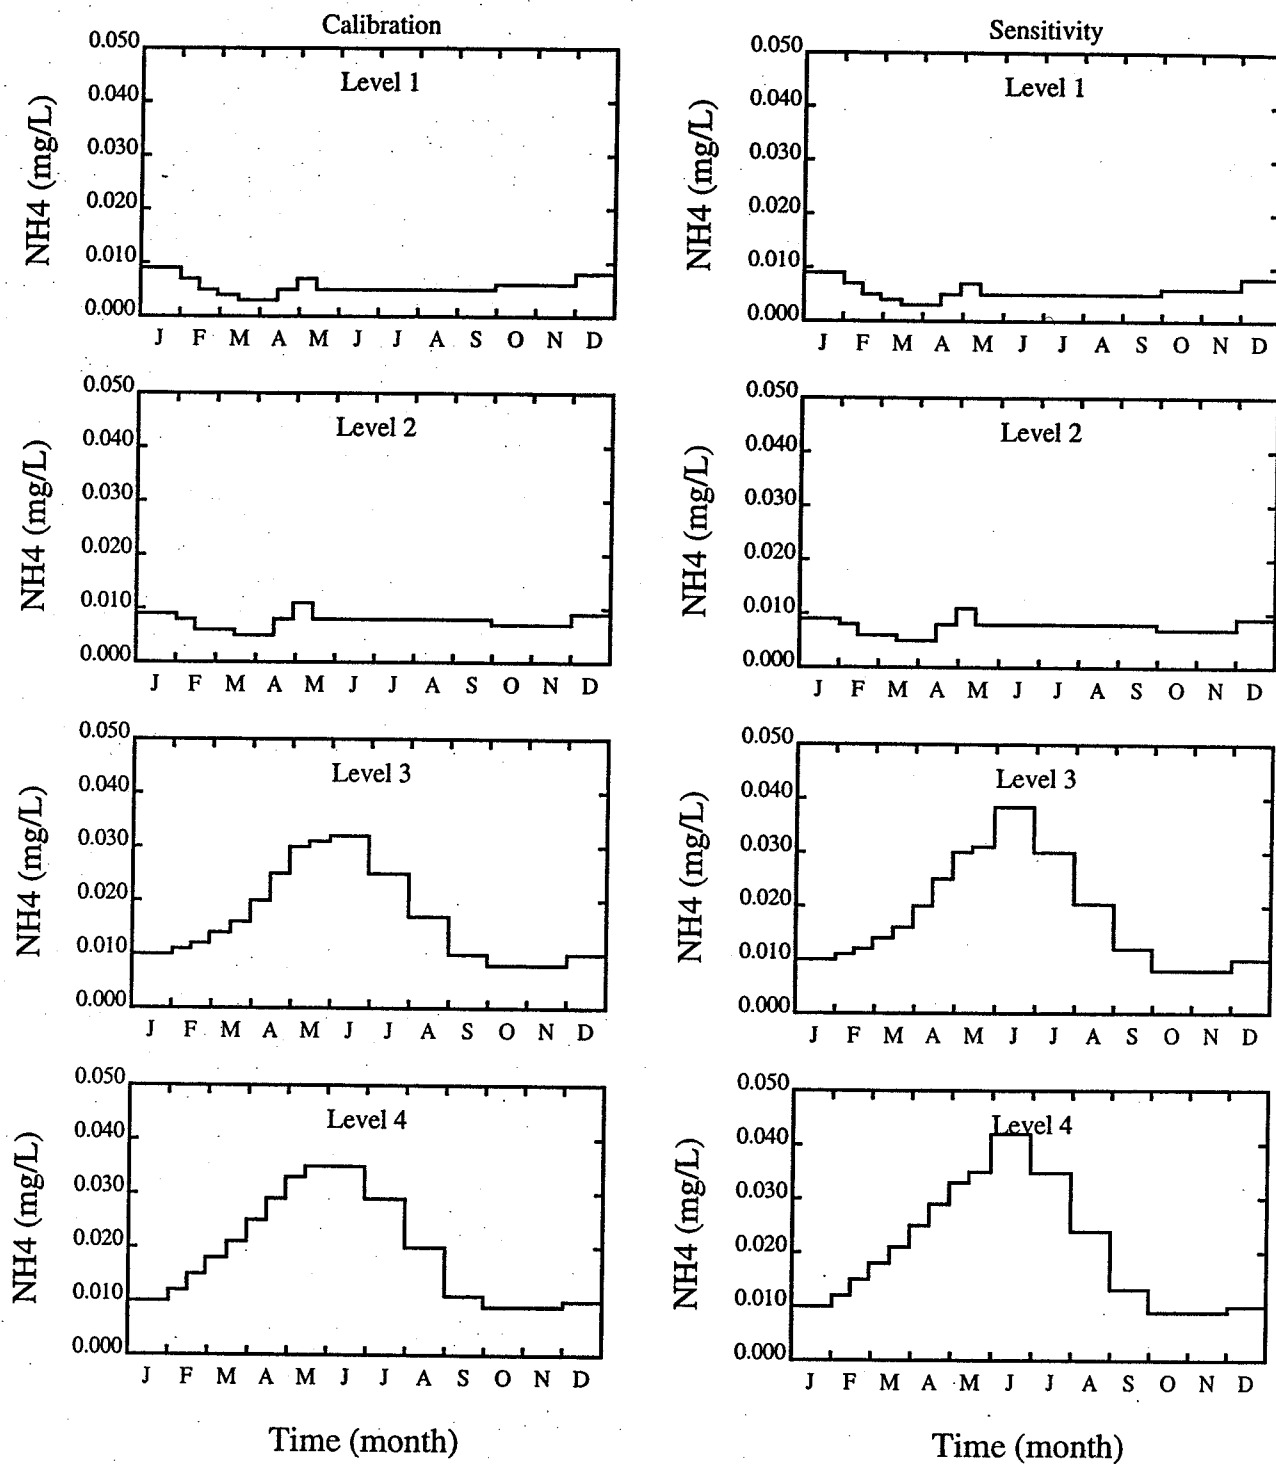 Calibration
0.050
Level 1
0.040
0.030
0.020
0.010
0.000
NH4 (mg/L)
J F M A M J J A S O N D
0.050
Level 2
0.040
0.030
0.020
0.010
0.000
NH4 (mg/L)
J F M A M J J A S O N D
0.050
Level 3
0.040
0.030
0.020
0.010
0.000
NH4 (mg/L)
J F M A M J J A S O N D
0.050
Level 4
0.040
0.030
0.020
0.010
0.000
NH4 (mg/L)
J F M A M J J A S O N D
Time (month)
Sensitivity
0.050
Level 1
0.040
0.030
0.020
0.010
0.000
NH4 (mg/L)
J F M A M J J A S O N D
0.050
Level 2
0.040
0.030
0.020
0.010
0.000
NH4 (mg/L)
J F M A M J J A S O N D
0.050
Level 3
0.040
0.030
0.020
0.010
0.000
NH4 (mg/L)
J F M A M J J A S O N D
0.050
Level 4
0.040
0.030
0.020
0.010
0.000
NH4 (mg/L)
J F M A M J J A S O N D
Time (month)